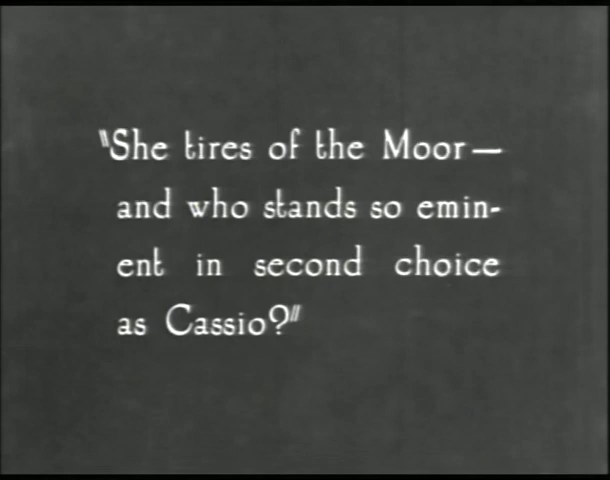 "She tires of the Moor—
and who stands so emin-
ent in second choice
as Cassio?"